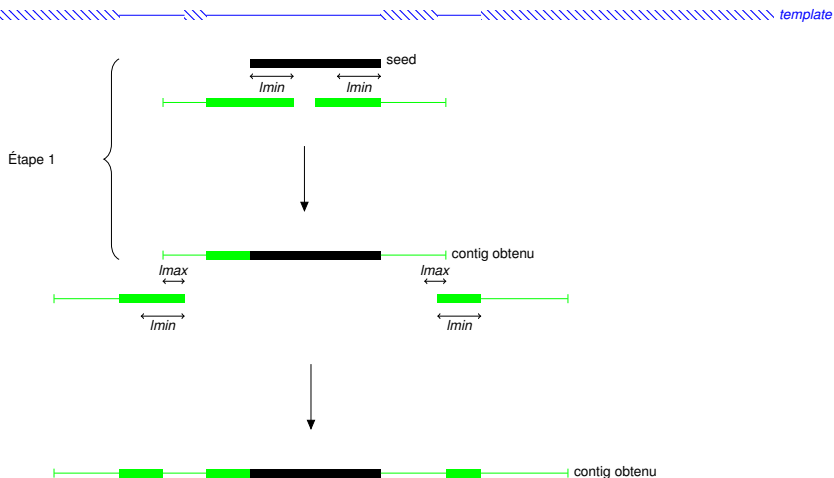 template
seed
lmin lmin
Étape 1
contig obtenu
lmax lmax
lmin lmin
contig obtenu